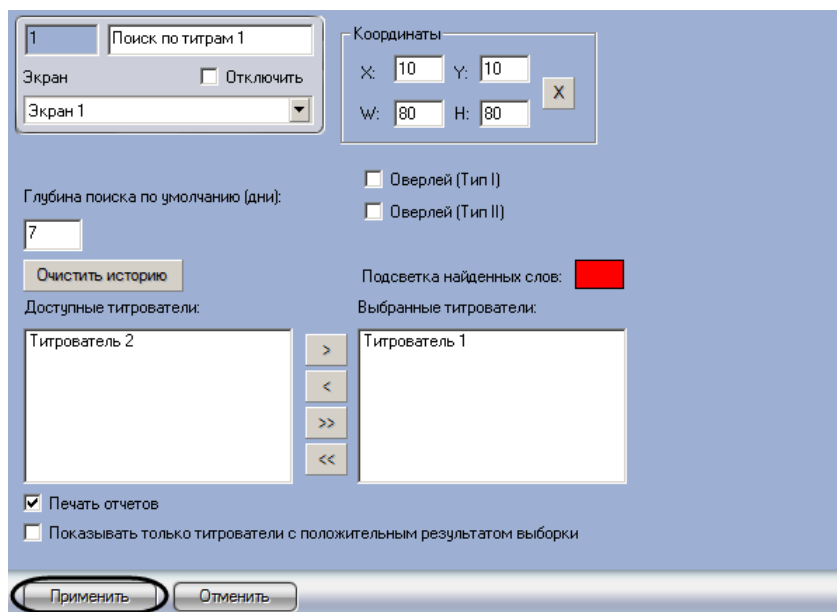 1 Поиск по титрам 1
Экран Отключить
Экран 1
Координаты
X: 10 Y: 10
X
W: 80 H: 80
Оверлей (Тип I)
Оверлей (Тип II)
Глубина поиска по умолчанию (дни):
7
Очистить историю
Подсветка найденных слов:
Доступные титрователи:
Выбранные титрователи:
Титрователь 2
>
<
>>
<<
Титрователь 1
Печать отчетов
Показывать только титрователи с положительным результатом выборки
Применить Отменить